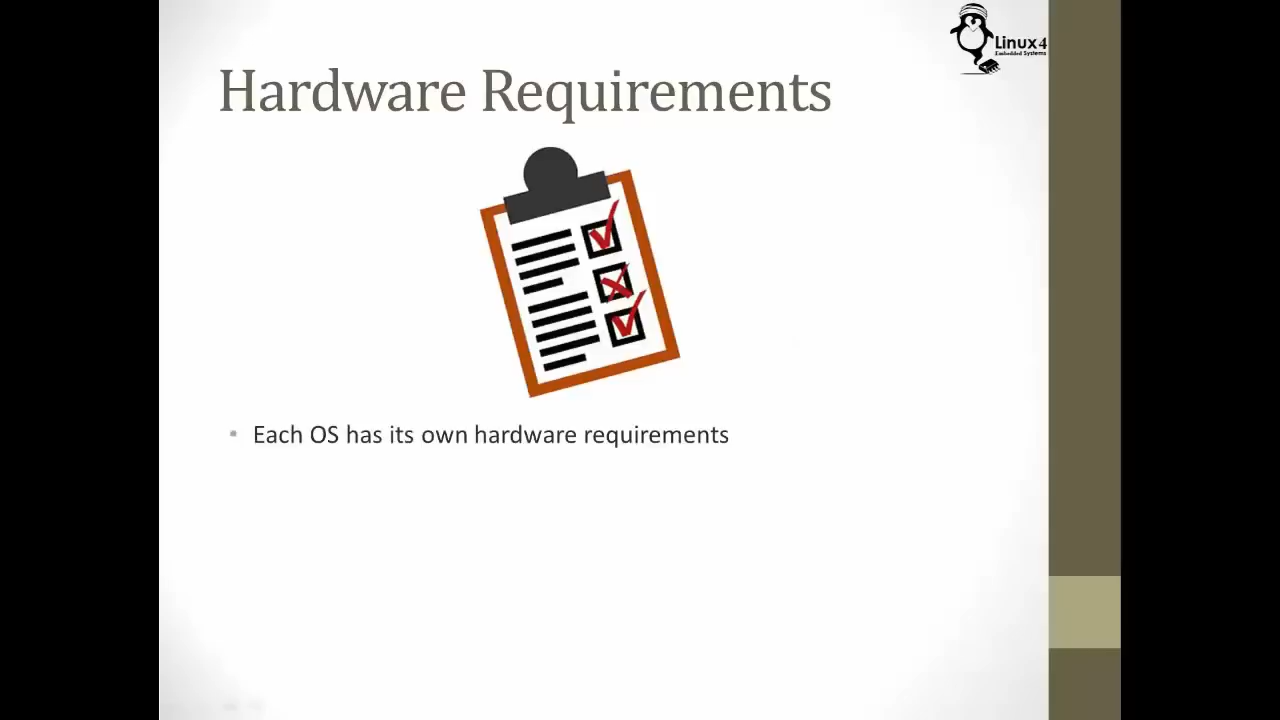 Linux4
Embedded Systems
Hardware Requirements
• Each OS has its own hardware requirements